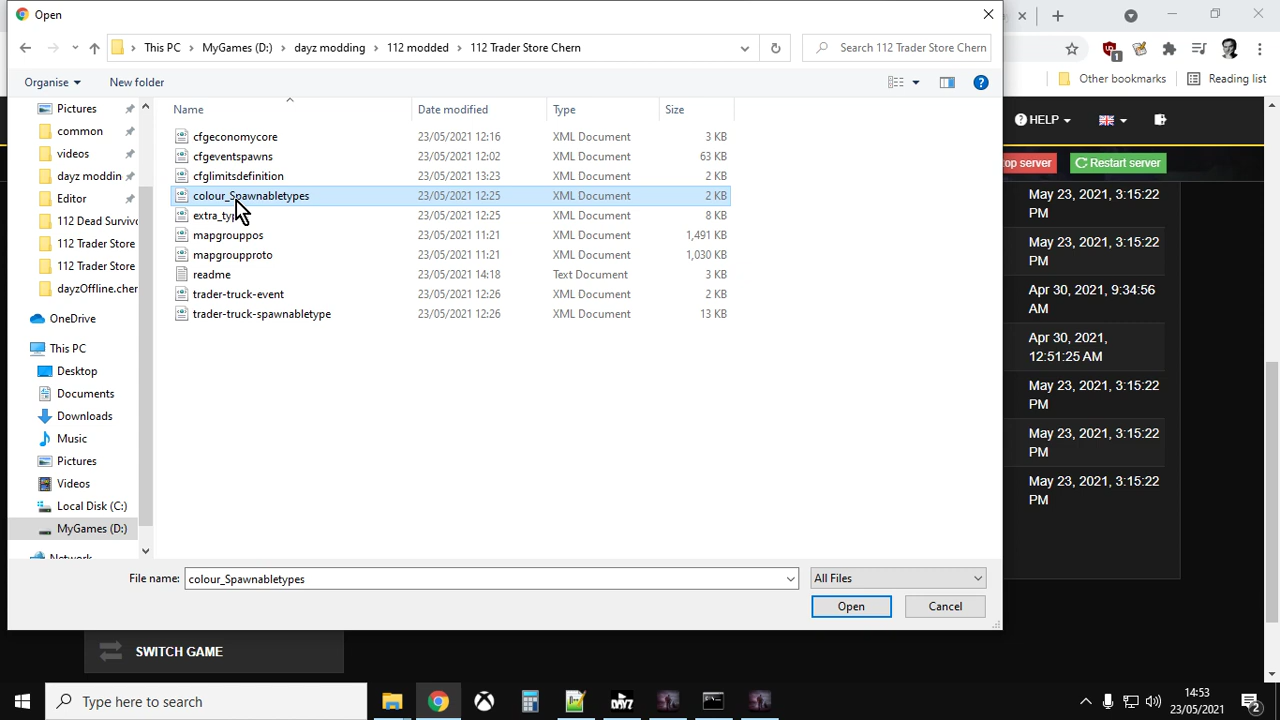 Open
This PC > MyGames (D:) > dayz modding > 112 modded > 112 Trader Store Chern
Search 112 Trader Store Chern
Organise
New folder
Pictures
common
videos
dayz moddin
Editor
112 Dead Surviv
112 Trader Store
112 Trader Store
dayzOffline.cher
OneDrive
This PC
Desktop
Documents
Downloads
Music
Pictures
Videos
Local Disk (C:)
MyGames (D:)
Network
Name Date modified Type Size
cfgeconomycore 23/05/2021 12:16 XML Document 3 KB
cfgeventspawns 23/05/2021 12:02 XML Document 63 KB
cfglimitsdefinition 23/05/2021 13:23 XML Document 2 KB
colour_Spawnabletypes 23/05/2021 12:25 XML Document 2 KB
extra_ty 23/05/2021 12:25 XML Document 8 KB
mapgrouppos 23/05/2021 11:21 XML Document 1,491 KB
mapgroupproto 23/05/2021 11:21 XML Document 1,030 KB
readme 23/05/2021 14:18 Text Document 3 KB
trader-truck-event 23/05/2021 12:26 XML Document 2 KB
trader-truck-spawnabletype 23/05/2021 12:26 XML Document 13 KB
File name: colour_Spawnabletypes
All Files
Open Cancel
Other bookmarks
Reading list
1
HELP
op server
Restart server
May 23, 2021, 3:15:22
PM
May 23, 2021, 3:15:22
PM
Apr 30, 2021, 9:34:56
AM
Apr 30, 2021,
12:51:25 AM
May 23, 2021, 3:15:22
PM
May 23, 2021, 3:15:22
PM
May 23, 2021, 3:15:22
PM
SWITCH GAME
Type here to search
DAYZ
14:53
23/05/2021
2